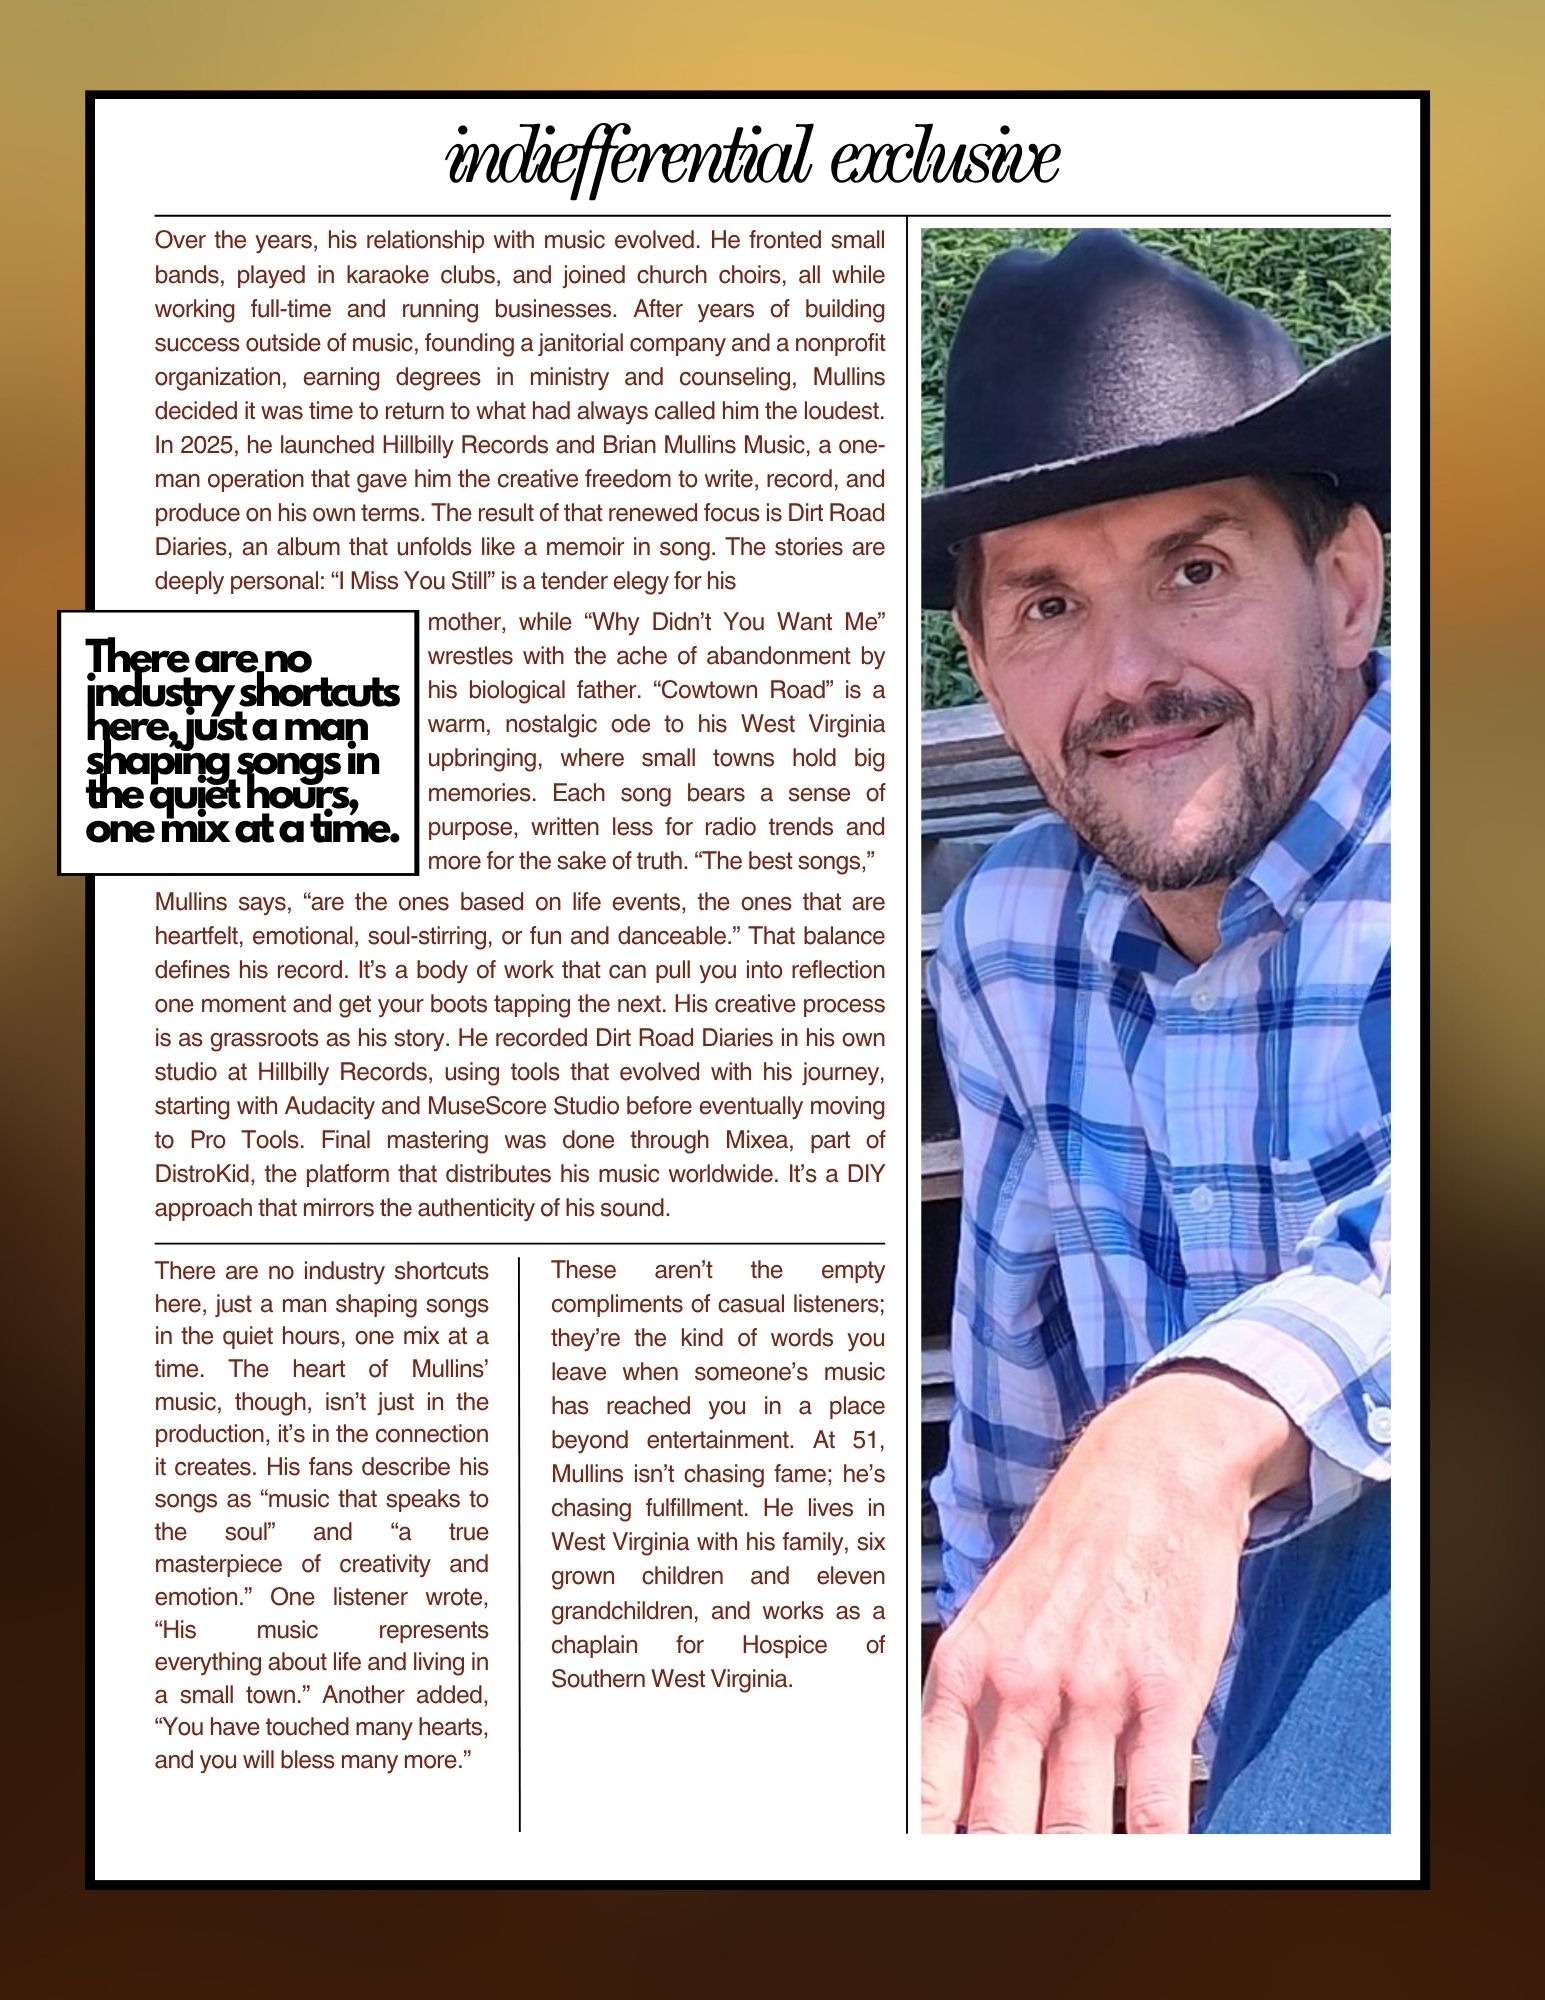 indiefferential exclusive
Over the years, his relationship with music evolved. He fronted small
bands, played in karaoke clubs, and joined church choirs, all while
working full-time and running businesses. After years of building
success outside of music, founding a janitorial company and a nonprofit
organization, earning degrees in ministry and counseling, Mullins
decided it was time to return to what had always called him the loudest.
In 2025, he launched Hillbilly Records and Brian Mullins Music, a one-
man operation that gave him the creative freedom to write, record, and
produce on his own terms. The result of that renewed focus is Dirt Road
Diaries, an album that unfolds like a memoir in song. The stories are
deeply personal: “I Miss You Still” is a tender elegy for his
mother, while “Why Didn’t You Want Me”
wrestles with the ache of abandonment by
his biological father. “Cowtown Road” is a
warm, nostalgic ode to his West Virginia
upbringing, where small towns hold big
memories. Each song bears a sense of
purpose, written less for radio trends and
more for the sake of truth. “The best songs,”
There are no
industry shortcuts
here, just a man
shaping songs in
the quiet hours,
one mix at a time.
Mullins says, “are the ones based on life events, the ones that are
heartfelt, emotional, soul-stirring, or fun and danceable.” That balance
defines his record. It’s a body of work that can pull you into reflection
one moment and get your boots tapping the next. His creative process
is as grassroots as his story. He recorded Dirt Road Diaries in his own
studio at Hillbilly Records, using tools that evolved with his journey,
starting with Audacity and MuseScore Studio before eventually moving
to Pro Tools. Final mastering was done through Mixea, part of
DistroKid, the platform that distributes his music worldwide. It’s a DIY
approach that mirrors the authenticity of his sound.
There are no industry shortcuts
here, just a man shaping songs
in the quiet hours, one mix at a
time. The heart of Mullins’
music, though, isn’t just in the
production, it’s in the connection
it creates. His fans describe his
songs as “music that speaks to
the soul” and “a true
masterpiece of creativity and
emotion.” One listener wrote,
“His music represents
everything about life and living in
a small town.” Another added,
“You have touched many hearts,
and you will bless many more.”
These aren’t the empty
compliments of casual listeners;
they’re the kind of words you
leave when someone’s music
has reached you in a place
beyond entertainment. At 51,
Mullins isn’t chasing fame; he’s
chasing fulfillment. He lives in
West Virginia with his family, six
grown children and eleven
grandchildren, and works as a
chaplain for Hospice of
Southern West Virginia.